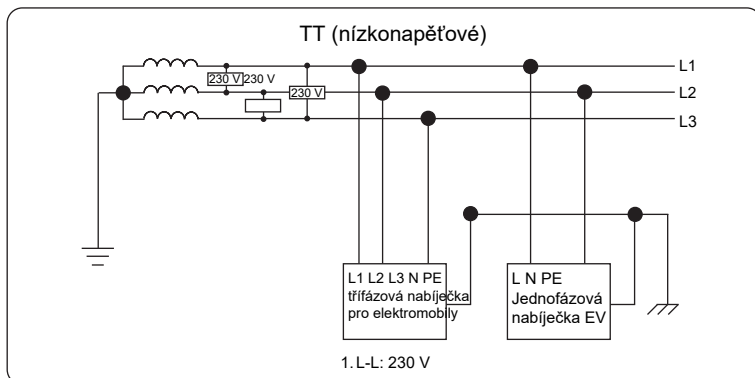 TT (nízkonapěťové)
L1
230 V 230 V
L2
230 V
L3
L1 L2 L3 N PE
třífázová nabíječka
pro elektromobily
L N PE
Jednofázová
nabíječka EV
1. L-L: 230 V